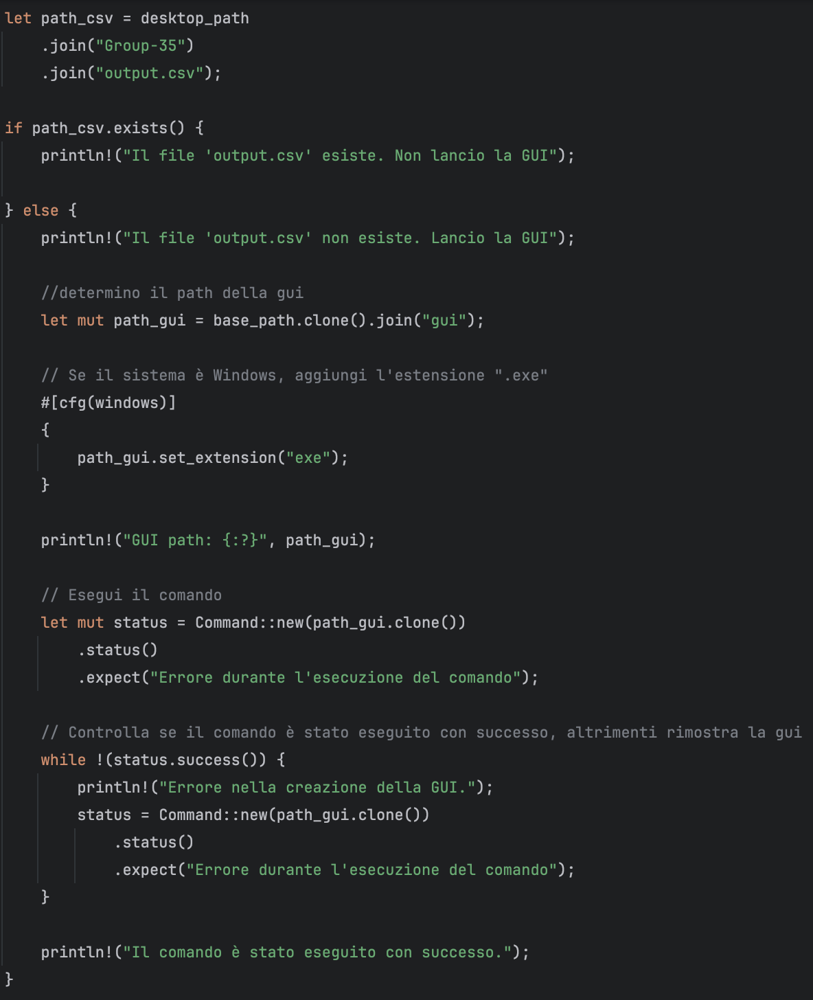 let path_csv = desktop_path
    .join("Group-35")
    .join("output.csv");

if path_csv.exists() {
    println!("Il file 'output.csv' esiste. Non lancio la GUI");

} else {
    println!("Il file 'output.csv' non esiste. Lancio la GUI");

    //determino il path della gui
    let mut path_gui = base_path.clone().join("gui");

    // Se il sistema è Windows, aggiungi l'estensione ".exe"
    #[cfg(windows)]
    {
        path_gui.set_extension("exe");
    }

    println!("GUI path: {:?}", path_gui);

    // Esegui il comando
    let mut status = Command::new(path_gui.clone())
        .status()
        .expect("Errore durante l'esecuzione del comando");

    // Controlla se il comando è stato eseguito con successo, altrimenti rimostra la gui
    while !(status.success()) {
        println!("Errore nella creazione della GUI.");
        status = Command::new(path_gui.clone())
            .status()
            .expect("Errore durante l'esecuzione del comando");
    }

    println!("Il comando è stato eseguito con successo.");
}